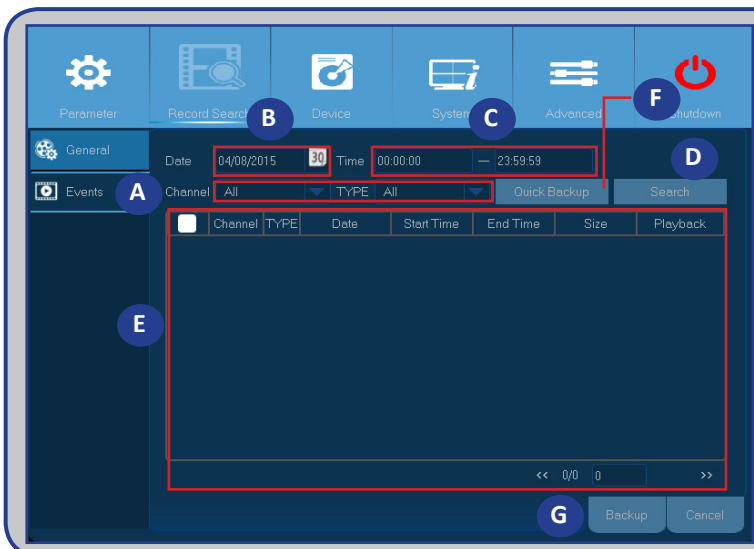 Parameter Record Search Device System Advanced Shutdown
B C F
General
Date 04/08/2015 30 Time 00:00:00 — 23:59:59 D
Events A Channel All TYPE All Quick Backup Search
Channel TYPE Date Start Time End Time Size Playback
E
<< 0/0 0 >>
G Backup Cancel